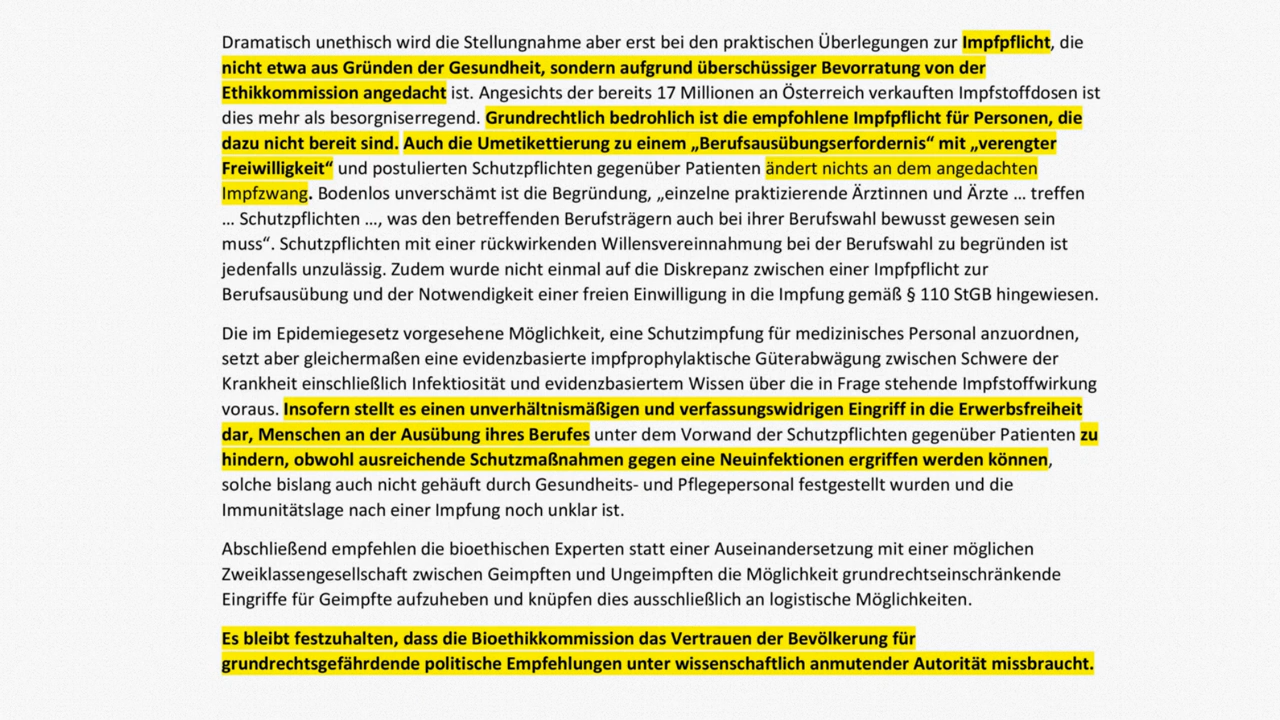 Dramatisch unethisch wird die Stellungnahme aber erst bei den praktischen Überlegungen zur Impfpflicht, die
nicht etwa aus Gründen der Gesundheit, sondern aufgrund überschüssiger Bevorratung von der
Ethikkommission angedacht ist. Angesichts der bereits 17 Millionen an Österreich verkauften Impfstoffdosen ist
dies mehr als besorgniserregend. Grundrechtlich bedrohlich ist die empfohlene Impfpflicht für Personen, die
dazu nicht bereit sind. Auch die Umetikettierung zu einem „Berufsausübungserfordernis“ mit „verengter
Freiwilligkeit“ und postulierten Schutzpflichten gegenüber Patienten ändert nichts an dem angedachten
Impfzwang. Bodenlos unverschämt ist die Begründung, „einzelne praktizierende Ärztinnen und Ärzte … treffen
… Schutzpflichten …, was den betreffenden Berufsträgern auch bei ihrer Berufswahl bewusst gewesen sein
muss“. Schutzpflichten mit einer rückwirkenden Willensvereinnahmung bei der Berufswahl zu begründen ist
jedenfalls unzulässig. Zudem wurde nicht einmal auf die Diskrepanz zwischen einer Impfpflicht zur
Berufsausübung und der Notwendigkeit einer freien Einwilligung in die Impfung gemäß § 110 StGB hingewiesen.
Die im Epidemiegesetz vorgesehene Möglichkeit, eine Schutzimpfung für medizinisches Personal anzuordnen,
setzt aber gleichermaßen eine evidenzbasierte impfprophylaktische Güterabwägung zwischen Schwere der
Krankheit einschließlich Infektiosität und evidenzbasiertem Wissen über die in Frage stehende Impfstoffwirkung
voraus. Insofern stellt es einen unverhältnismäßigen und verfassungswidrigen Eingriff in die Erwerbsfreiheit
dar, Menschen an der Ausübung ihres Berufes unter dem Vorwand der Schutzpflichten gegenüber Patienten zu
hindern, obwohl ausreichende Schutzmaßnahmen gegen eine Neuinfektionen ergriffen werden können,
solche bislang auch nicht gehäuft durch Gesundheits- und Pflegepersonal festgestellt wurden und die
Immunitätslage nach einer Impfung noch unklar ist.
Abschließend empfehlen die bioethischen Experten statt einer Auseinandersetzung mit einer möglichen
Zweiklassengesellschaft zwischen Geimpften und Ungeimpften die Möglichkeit grundrechtseinschränkende
Eingriffe für Geimpfte aufzuheben und knüpfen dies ausschließlich an logistische Möglichkeiten.
Es bleibt festzuhalten, dass die Bioethikkommission das Vertrauen der Bevölkerung für
grundrechtsgefährdende politische Empfehlungen unter wissenschaftlich anmutender Autorität missbraucht.